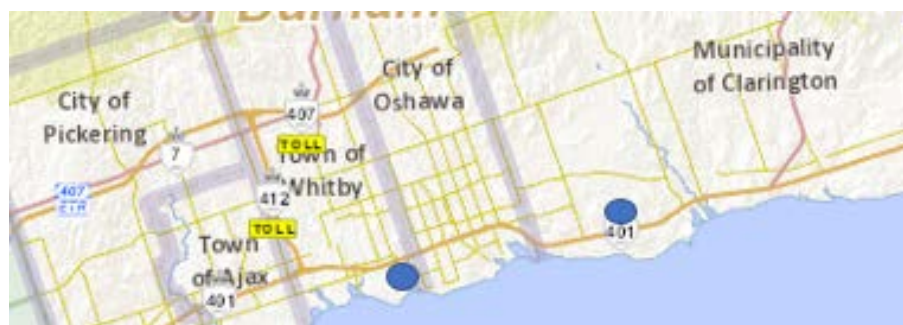 of Durham
City of
Pickering
407
TOLL
City of
Oshawa
Municipality
of Clarington
7
Town of
Whitby
407
ETR
412
TOLL
Town
of Ajax
401
401